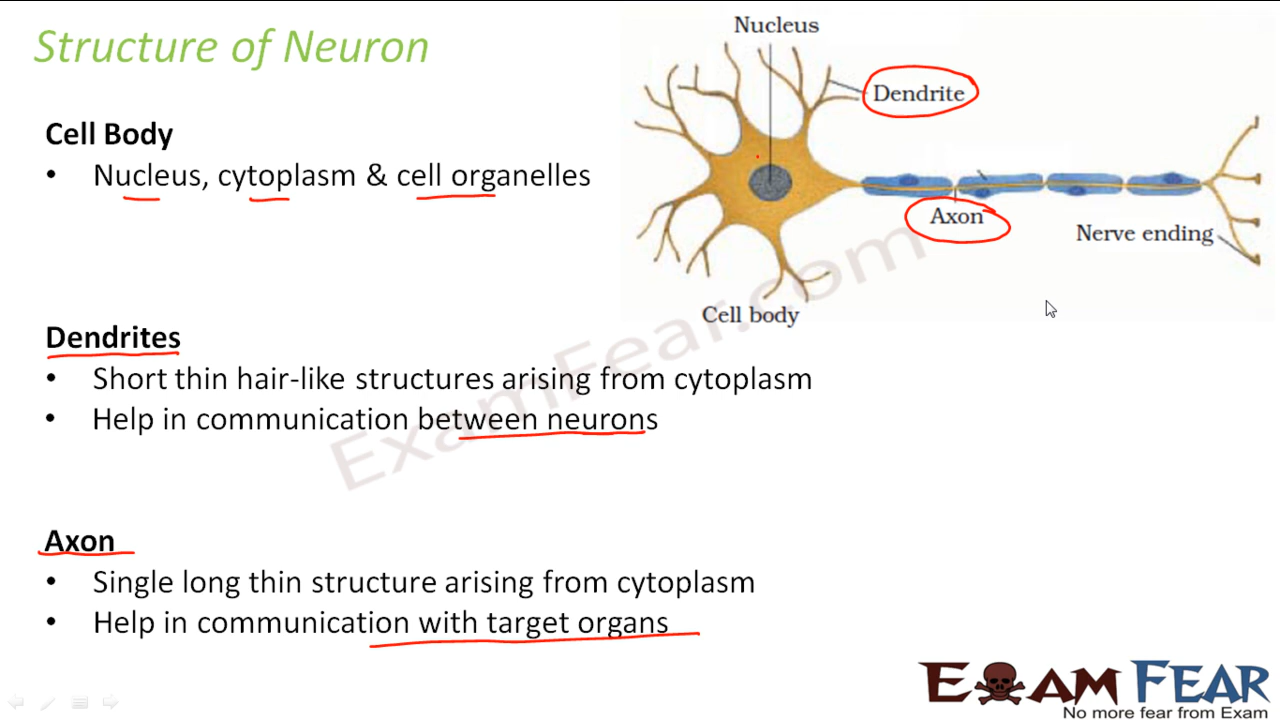 Structure of Neuron
Cell Body
• Nucleus, cytoplasm & cell organelles
Dendrites
• Short thin hair-like structures arising from cytoplasm
• Help in communication between neurons
Axon
• Single long thin structure arising from cytoplasm
• Help in communication with target organs
Nucleus
Dendrite
Axon
Nerve ending
Cell body
ExamFear.com
EXAM FEAR
No more fear from Exam